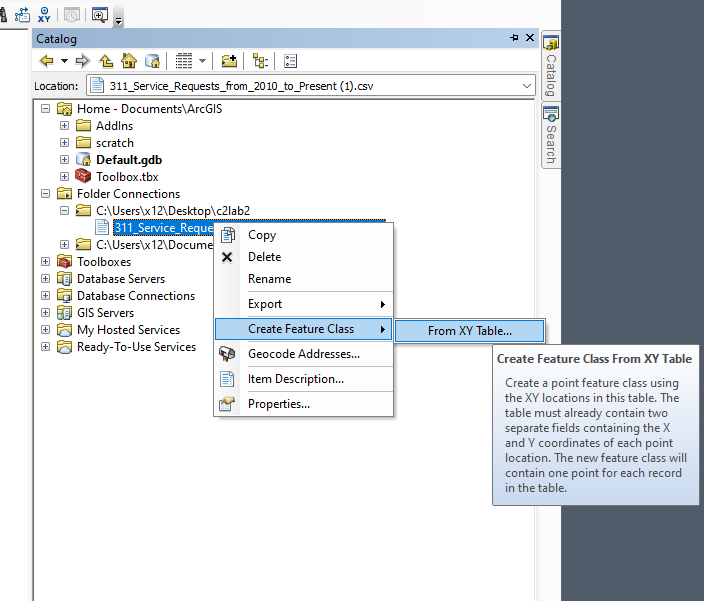 XY
Catalog
Location:
311_Service_Requests_from_2010_to_Present (1).csv
Home - Documents\ArcGIS
AddIns
scratch
Default.gdb
Toolbox.tbx
Folder Connections
C:\Users\x12\Desktop\c2lab2
311_Service_Reque
C:\Users\x12\Docume
Toolboxes
Database Servers
Database Connections
GIS Servers
My Hosted Services
Ready-To-Use Services
Copy
Delete
Rename
Export
Create Feature Class
Geocode Addresses...
Item Description...
Properties...
From XY Table...
Create Feature Class From XY Table
Create a point feature class using
the XY locations in this table. The
table must already contain two
separate fields containing the X
and Y coordinates of each point
location. The new feature class will
contain one point for each record
in the table.
Catalog
Search